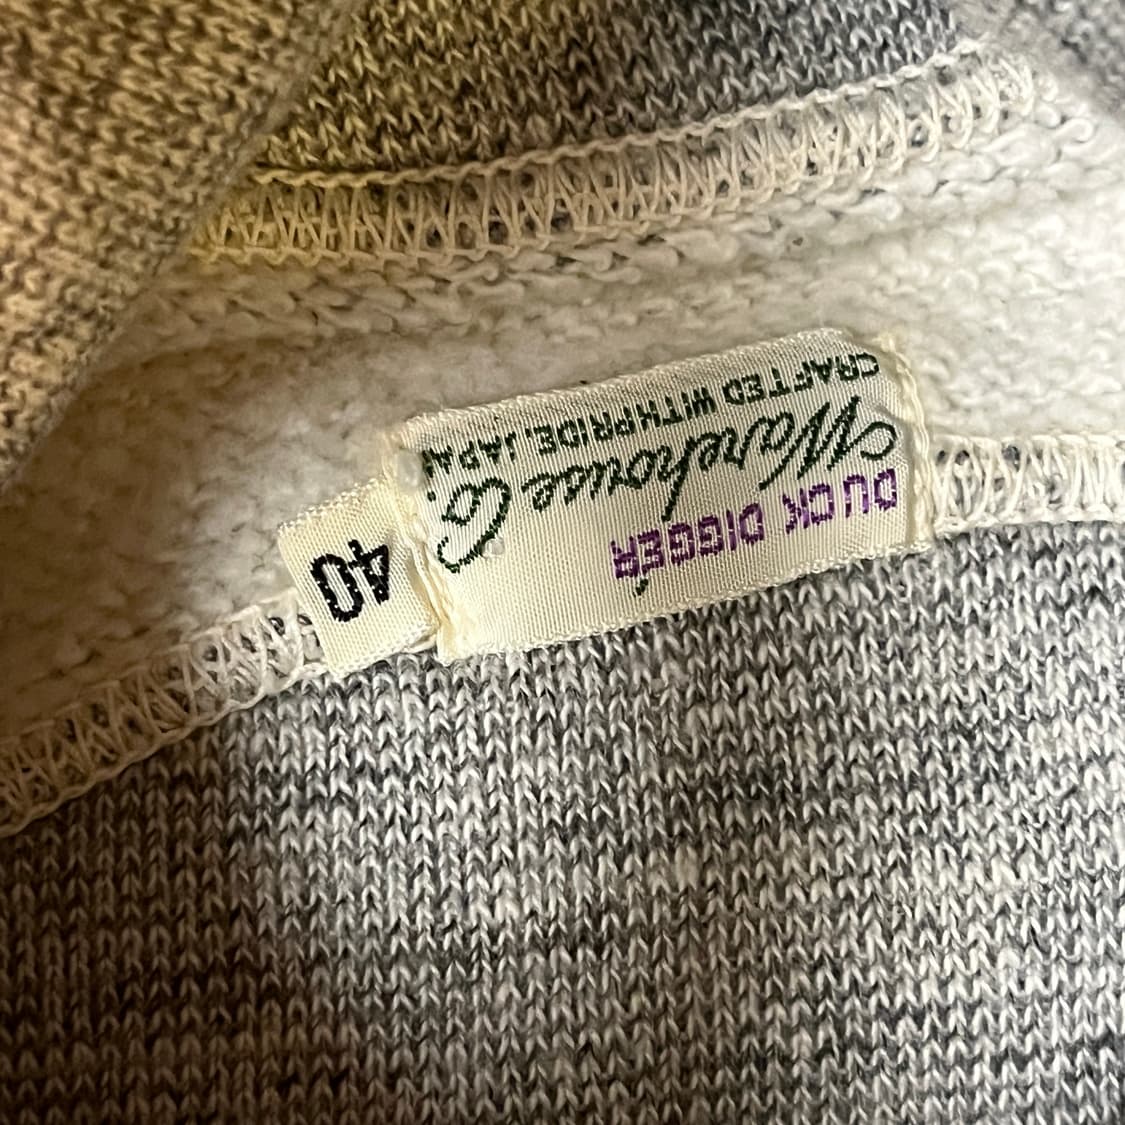 DUCK DIGGER
Warehouse Co.
CRAFTED WITH PRIDE, JAPAN
40